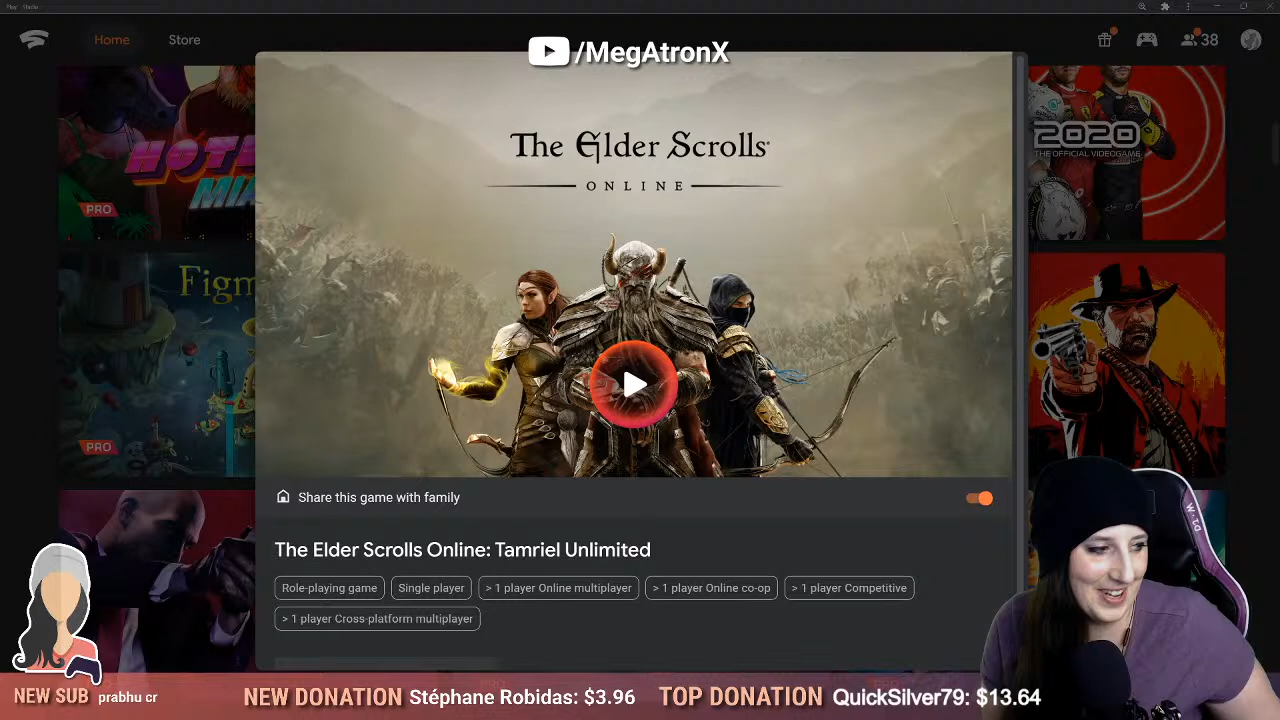 Home
Store
38
/MegAtronX
The Elder Scrolls
ONLINE
HOT
MI
PRO
2020
THE OFFICIAL VIDEOGAME
Figm
PRO
Share this game with family
The Elder Scrolls Online: Tamriel Unlimited
Role-playing game
Single player
> 1 player Online multiplayer
> 1 player Online co-op
> 1 player Competitive
> 1 player Cross-platform multiplayer
NEW SUB prabhu cr
NEW DONATION Stéphane Robidas: $3.96
TOP DONATION QuickSilver79: $13.64